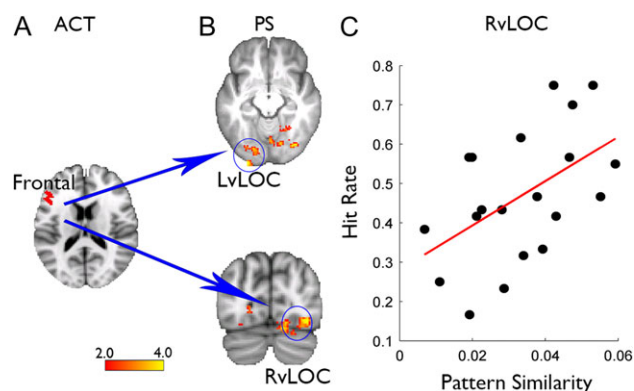 A ACT
B PS
Frontal
LvLOC
RvLOC
2.0 4.0
C RvLOC
Hit Rate
0.8
0.7
0.6
0.5
0.4
0.3
0.2
0.1
0 0.02 0.04 0.06
Pattern Similarity